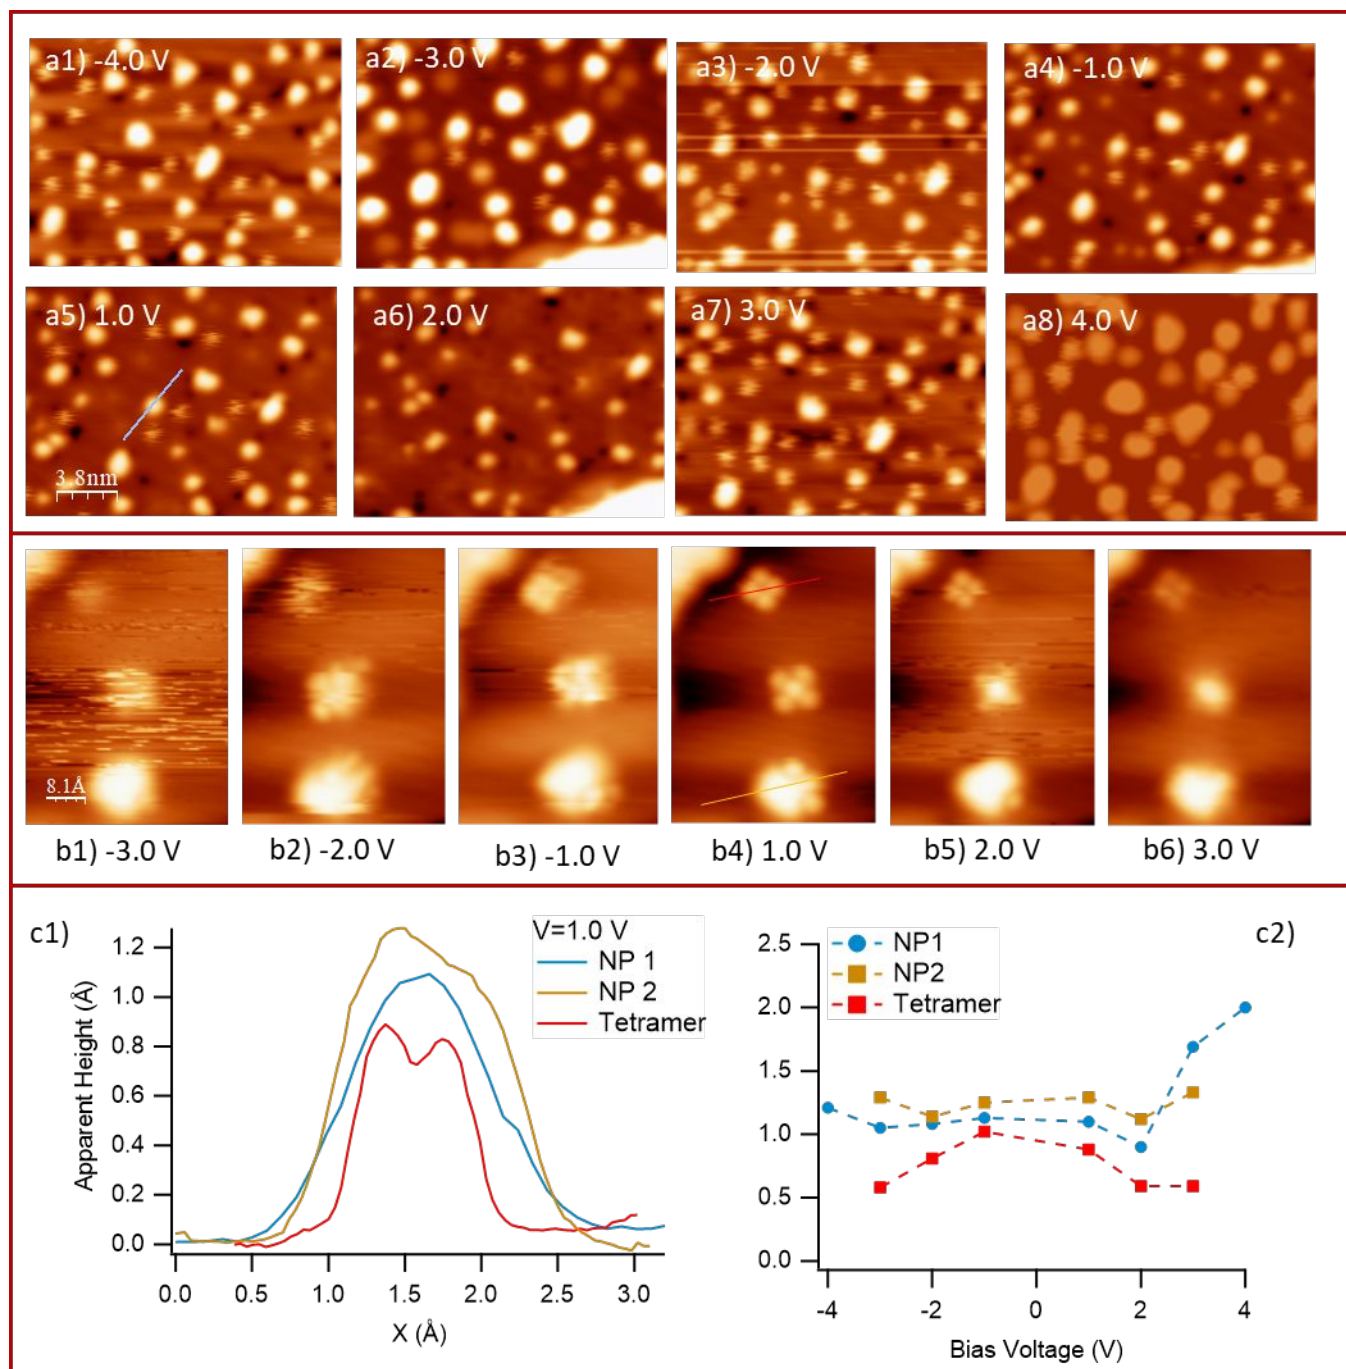 a1) -4.0 V
a2) -3.0 V
a3) -2.0 V
a4) -1.0 V
a5) 1.0 V
a6) 2.0 V
a7) 3.0 V
a8) 4.0 V
3.8nm
8.1Å
b1) -3.0 V
b2) -2.0 V
b3) -1.0 V
b4) 1.0 V
b5) 2.0 V
b6) 3.0 V
c1)
V=1.0 V
NP 1
NP 2
Tetramer
Apparent Height (Å)
1.2
1.0
0.8
0.6
0.4
0.2
0.0
0.0 0.5 1.0 1.5 2.0 2.5 3.0
X (Å)
c2)
NP1
NP2
Tetramer
2.5
2.0
1.5
1.0
0.5
0.0
-4 -2 0 2 4
Bias Voltage (V)